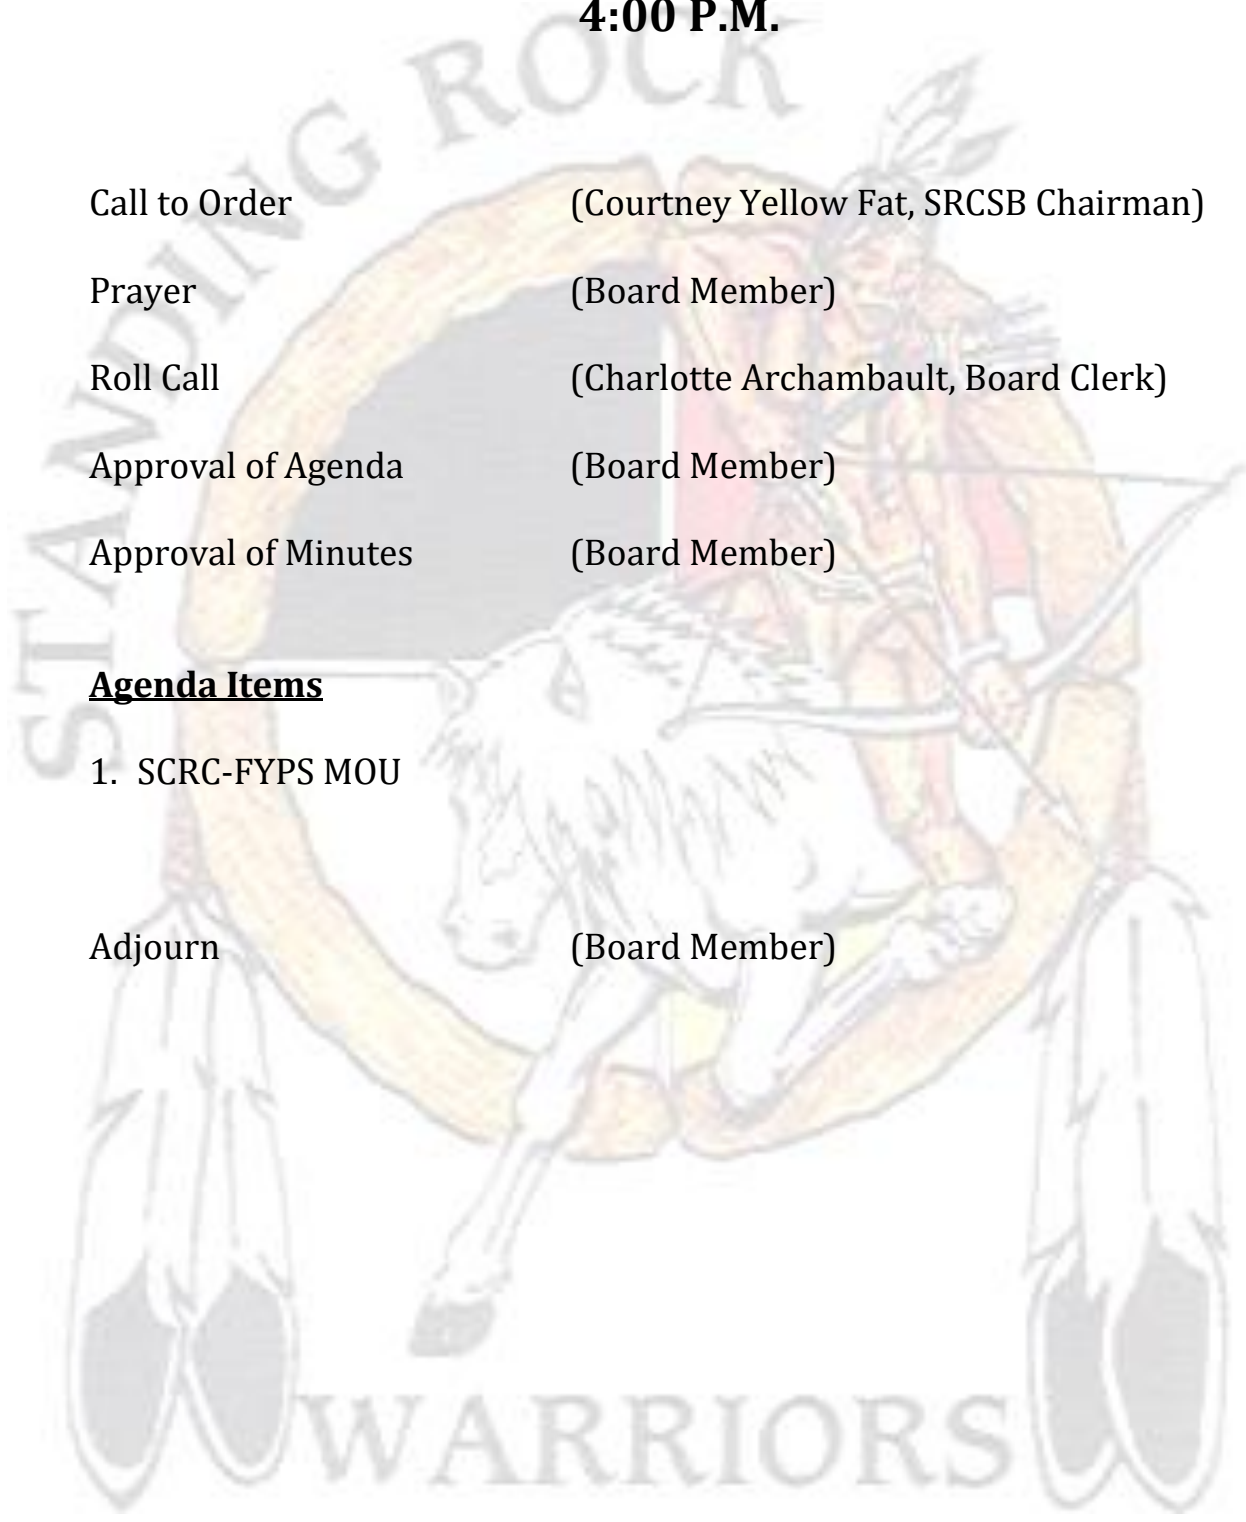 4:00 P.M.
STANDING ROCK
Call to Order (Courtney Yellow Fat, SRCSB Chairman)
Prayer (Board Member)
Roll Call (Charlotte Archambault, Board Clerk)
Approval of Agenda (Board Member)
Approval of Minutes (Board Member)
Agenda Items
1. SCRC-FYPS MOU
Adjourn (Board Member)
WARRIORS